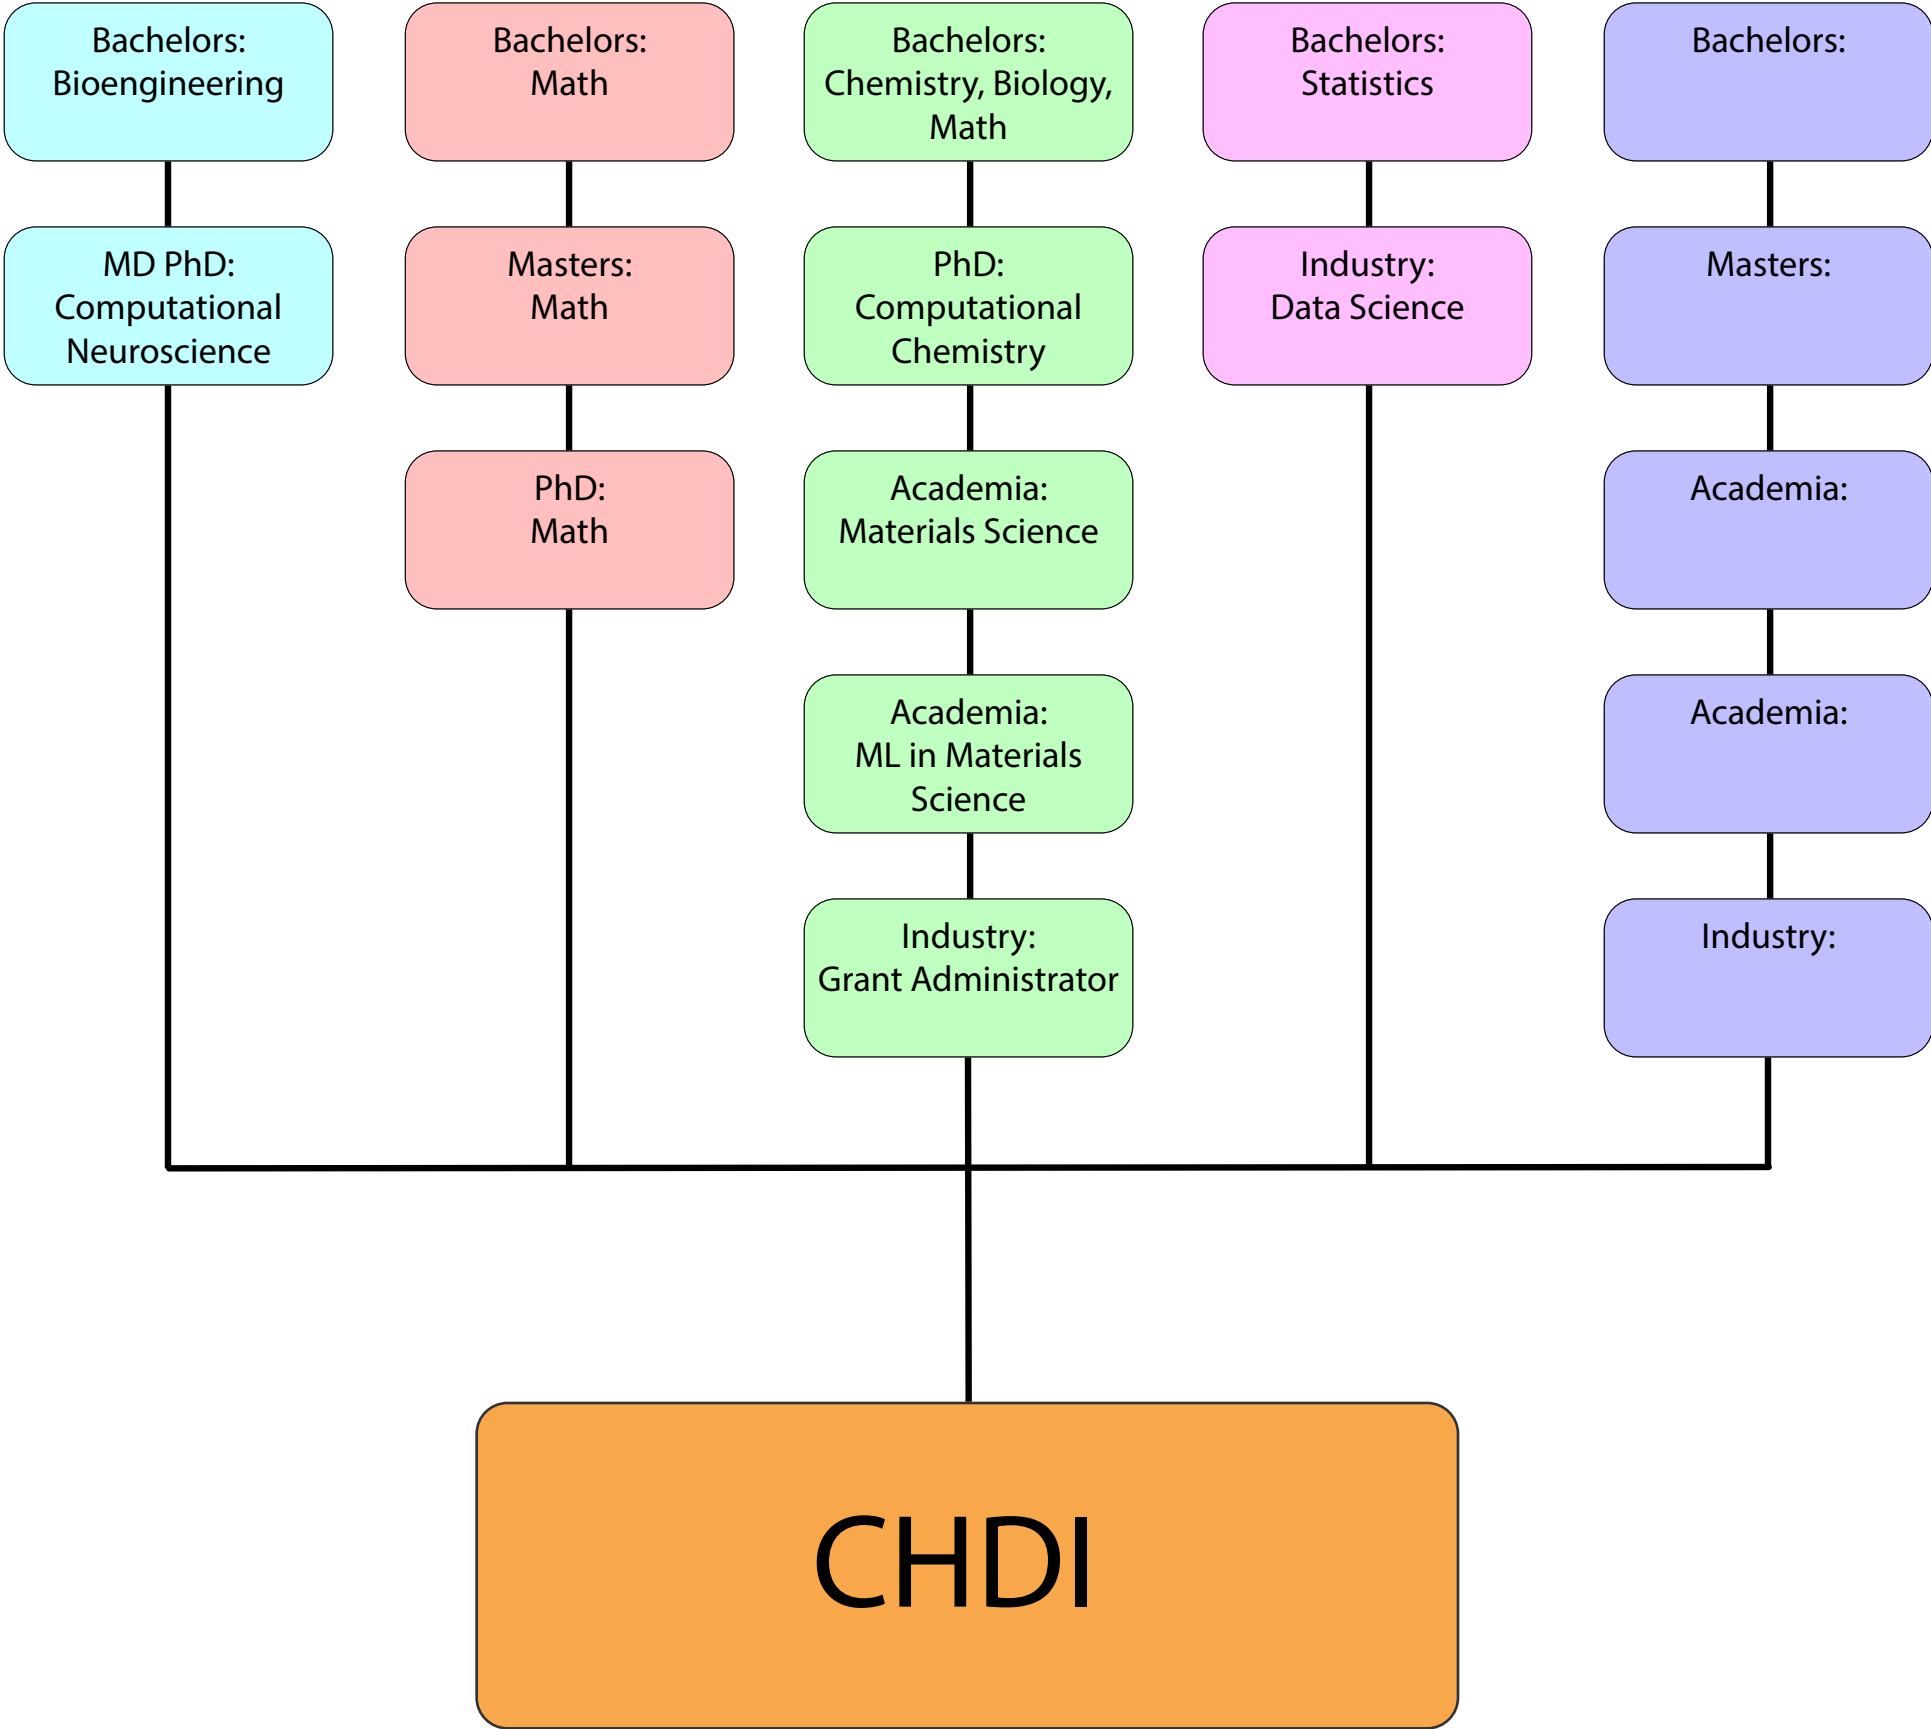 Bachelors:
Bioengineering
Bachelors:
Math
Bachelors:
Chemistry, Biology,
Math
Bachelors:
Statistics
Bachelors:
MD PhD:
Computational
Neuroscience
Masters:
Math
PhD:
Computational
Chemistry
Industry:
Data Science
Masters:
PhD:
Math
Academia:
Materials Science
Academia:
Academia:
ML in Materials
Science
Academia:
Industry:
Grant Administrator
Industry:
CHDI